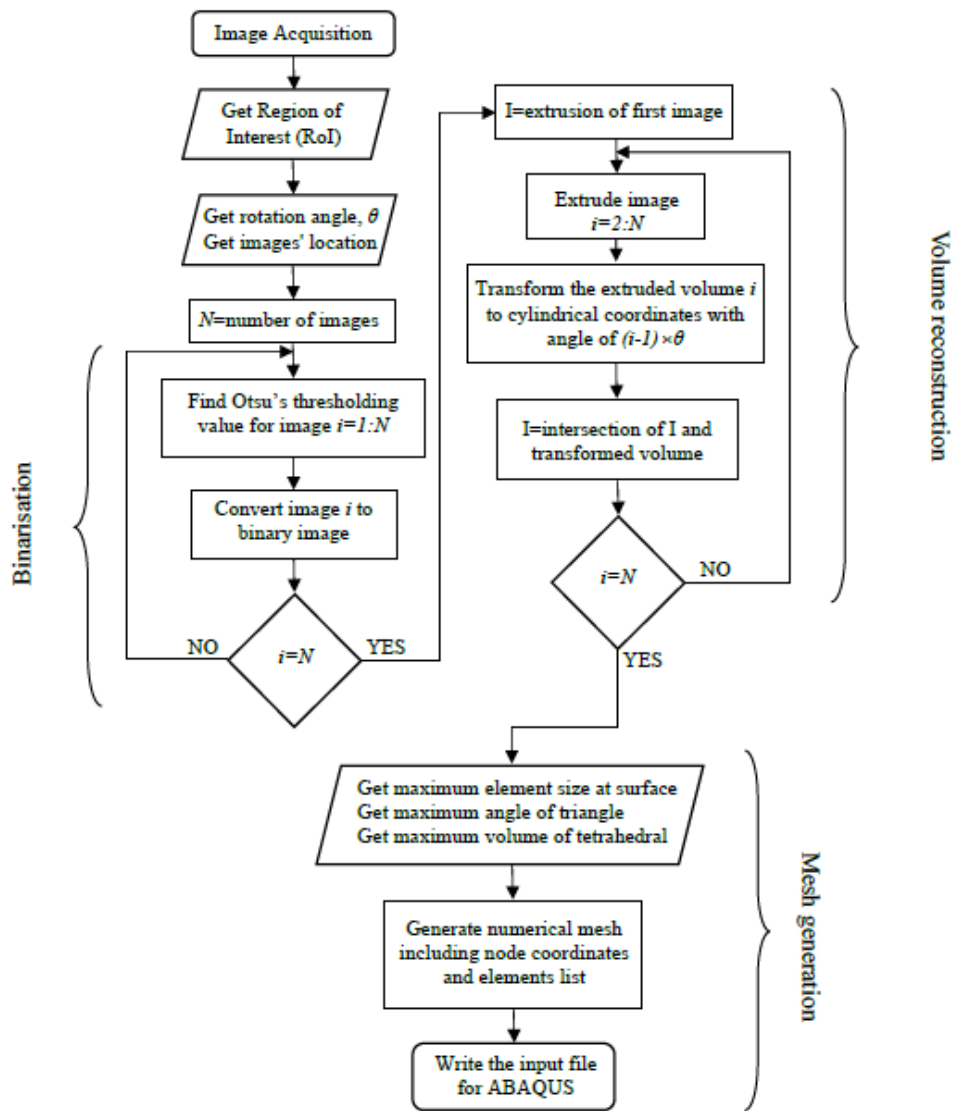 Image Acquisition
Get Region of
Interest (RoI)
Get rotation angle, θ
Get images' location
N=number of images
Find Otsu's thresholding
value for image i=1:N
Convert image i to
binary image
i=N
NO
YES
Binarisation
I=extrusion of first image
Extrude image
i=2:N
Transform the extruded volume i
to cylindrical coordinates with
angle of (i-1)×θ
I=intersection of I and
transformed volume
i=N
NO
YES
Volume reconstruction
Get maximum element size at surface
Get maximum angle of triangle
Get maximum volume of tetrahedral
Generate numerical mesh
including node coordinates
and elements list
Write the input file
for ABAQUS
Mesh generation